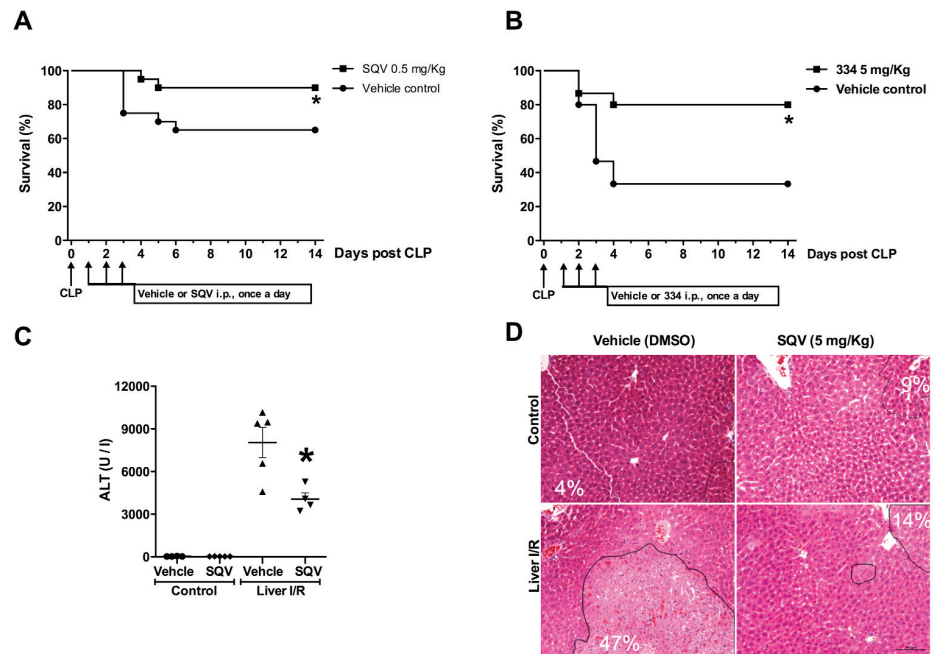 A
SQV 0.5 mg/Kg
Vehicle control
*
Survival (%)
100
80
60
40
20
0
0 2 4 6 8 10 12 14
Days post CLP
CLP
Vehicle or SQV i.p., once a day
B
334 5 mg/Kg
Vehicle control
*
Survival (%)
100
80
60
40
20
0
0 2 4 6 8 10 12 14
Days post CLP
CLP
Vehicle or 334 i.p., once a day
C
ALT (U / l)
12000
9000
6000
3000
0
*
Vehcle SQV Vehcle SQV
Control Liver I/R
D
Vehicle (DMSO) SQV (5 mg/Kg)
Control
4%
9%
Liver I/R
47%
14%